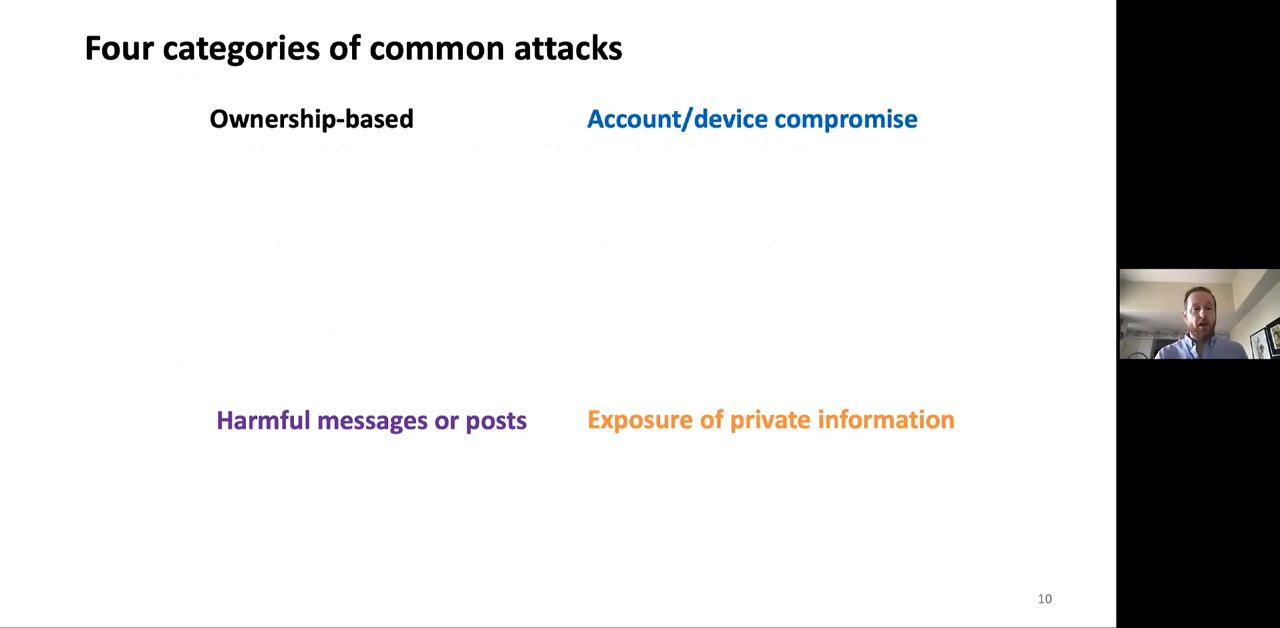 Four categories of common attacks
Ownership-based
Account/device compromise
Harmful messages or posts
Exposure of private information
10